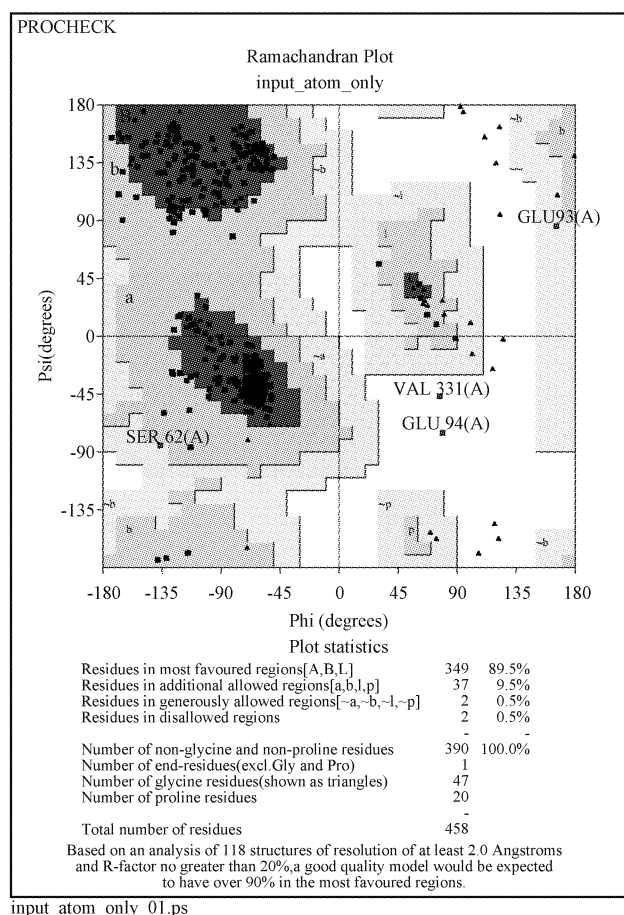 PROCHECK
Ramachandran Plot
input_atom_only
180
135
90
45
0
-45
-90
-135
Psi(degrees)
B
b
a
~b
~a
~l
l
~b
b
GLU93(A)
VAL 331(A)
GLU 94(A)
SER 62(A)
~b
b
~p
p
~b
-180 -135 -90 -45 0 45 90 135 180
Phi (degrees)
Plot statistics
Residues in most favoured regions[A,B,L] 349 89.5%
Residues in additional allowed regions[a,b,l,p] 37 9.5%
Residues in generously allowed regions[~a,~b,~l,~p] 2 0.5%
Residues in disallowed regions 2 0.5%
- -
Number of non-glycine and non-proline residues 390 100.0%
Number of end-residues(excl.Gly and Pro) 1
Number of glycine residues(shown as triangles) 47
Number of proline residues 20
-
Total number of residues 458
Based on an analysis of 118 structures of resolution of at least 2.0 Angstroms
and R-factor no greater than 20%,a good quality model would be expected
to have over 90% in the most favoured regions.
input_atom_only_01.ps